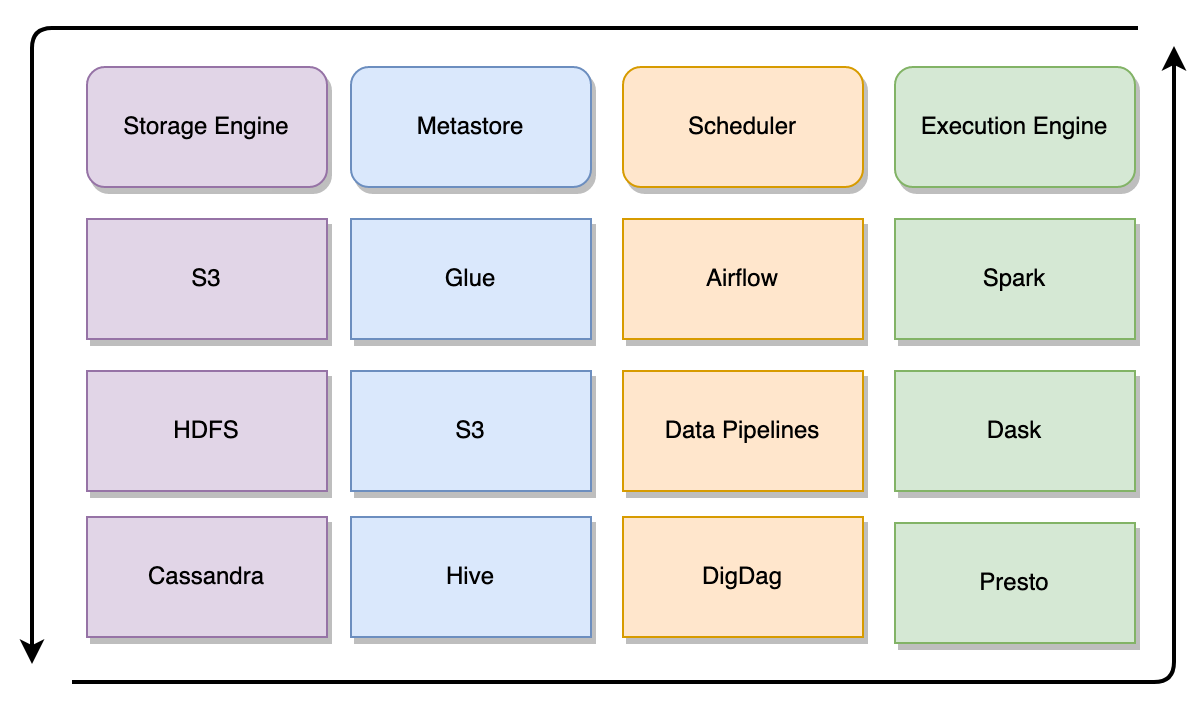 Storage Engine
Metastore
Scheduler
Execution Engine
S3
Glue
Airflow
Spark
HDFS
S3
Data Pipelines
Dask
Cassandra
Hive
DigDag
Presto